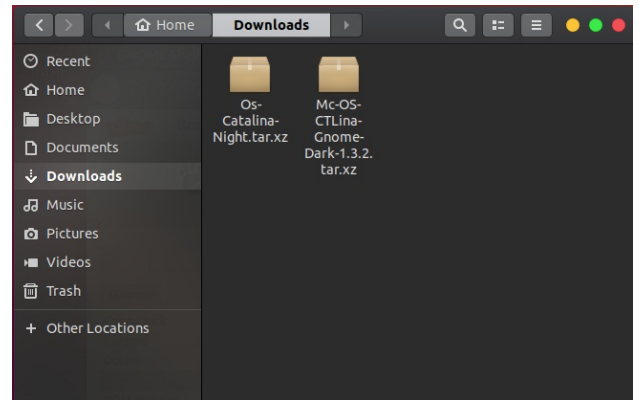 Home
Downloads
Recent
Home
Desktop
Documents
Downloads
Music
Pictures
Videos
Trash
+ Other Locations
Os-
Catalina-
Night.tar.xz
Mc-OS-
CTLina-
Gnome-
Dark-1.3.2.
tar.xz